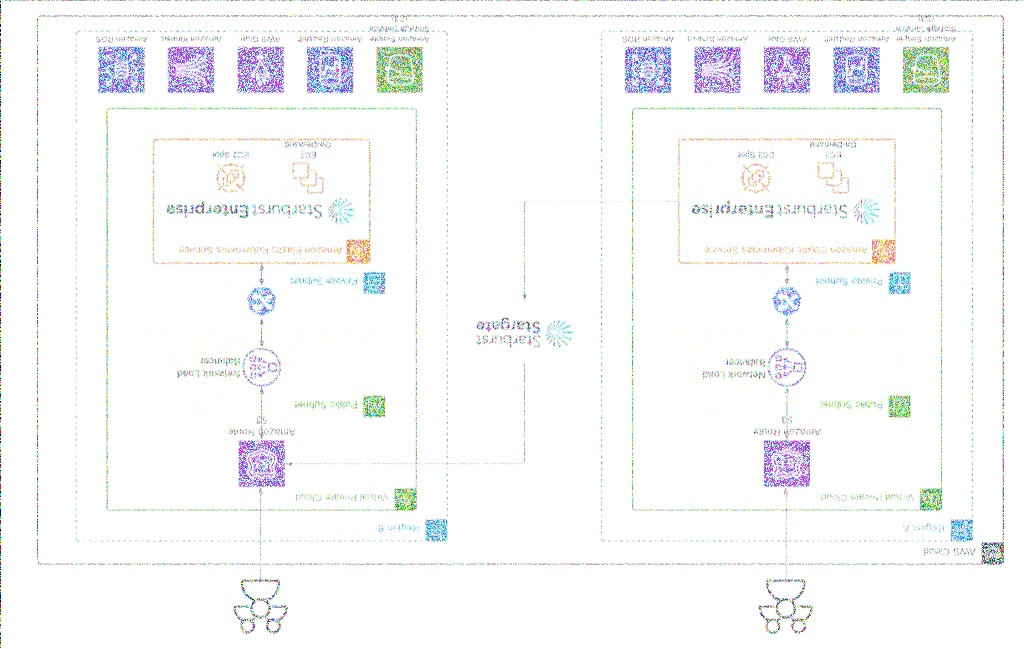 AWS Cloud
Region A
Virtual Private Cloud
Amazon Route
53
Public Subnet
Network Load
Balancer
Private Subnet
Amazon Elastic Kubernetes Service
Starburst Enterprise
EC2
On-Demand
EC2 Spot
Amazon Simple
Storage Service
(S3)
Amazon Redshift
AWS Glue
Amazon Kinesis
Amazon RDS
Starburst
Stargate
Region B
Virtual Private Cloud
Amazon Route
53
Public Subnet
Network Load
Balancer
Private Subnet
Amazon Elastic Kubernetes Service
Starburst Enterprise
EC2
On-Demand
EC2 Spot
Amazon Simple
Storage Service
(S3)
Amazon Redshift
AWS Glue
Amazon Kinesis
Amazon RDS